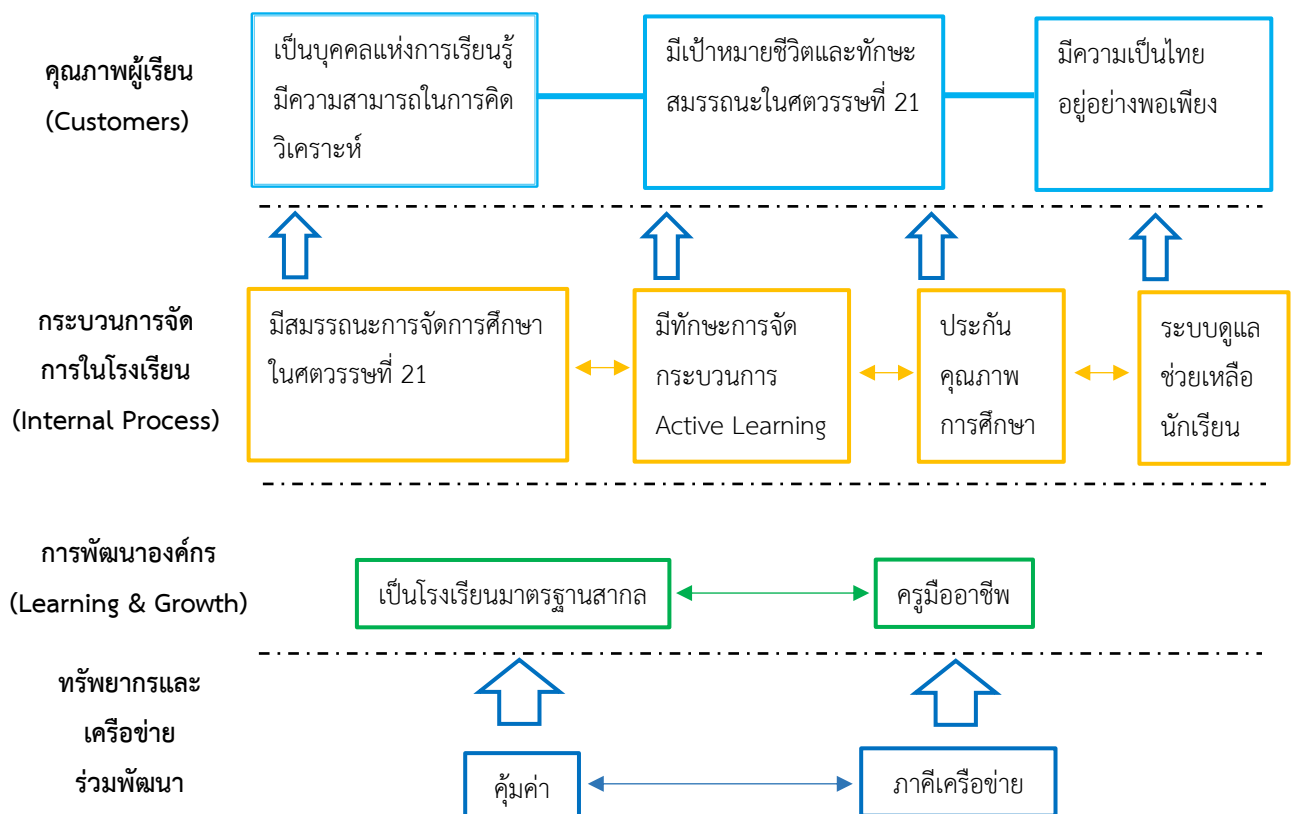 คุณภาพผู้เรียน
(Customers)
เป็นบุคคลแห่งการเรียนรู้
มีความสามารถในการคิด
วิเคราะห์
มีเป้าหมายชีวิตและทักษะ
สมรรถนะในศตวรรษที่ 21
มีความเป็นไทย
อยู่อย่างพอเพียง
กระบวนการจัด
การในโรงเรียน
(Internal Process)
มีสมรรถนะการจัดการศึกษา
ในศตวรรษที่ 21
มีทักษะการจัด
กระบวนการ
Active Learning
ประกัน
คุณภาพ
การศึกษา
ระบบดูแล
ช่วยเหลือ
นักเรียน
การพัฒนาองค์กร
(Learning & Growth)
เป็นโรงเรียนมาตรฐานสากล
ครูมืออาชีพ
ทรัพยากรและ
เครือข่าย
ร่วมพัฒนา
คุ้มค่า
ภาคีเครือข่าย